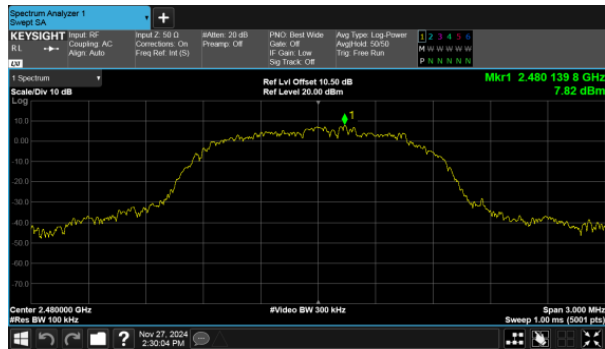 Spectrum Analyzer 1
Swept SA
+
KEYSIGHT
RL
Input: RF
Coupling: AC
Align: Auto
Input Z: 50 Ω
Corrections: On
Freq Ref: Int (S)
#Atten: 20 dB
Preamp: Off
PNO: Best Wide
Gate: Off
IF Gain: Low
Sig Track: Off
Avg Type: Log-Power
Avg|Hold: 50/50
Trig: Free Run
1 2 3 4 5 6
M W W W W W
P N N N N N
1 Spectrum
Scale/Div 10 dB
Log
Ref Lvl Offset 10.50 dB
Ref Level 20.00 dBm
Mkr1 2.480 139 8 GHz
7.82 dBm
1
10.0
0.00
-10.0
-20.0
-30.0
-40.0
-50.0
-60.0
-70.0
Center 2.480000 GHz
#Res BW 100 kHz
#Video BW 300 kHz
Span 3.000 MHz
Sweep 1.00 ms (5001 pts)
?
Nov 27, 2024
2:30:04 PM